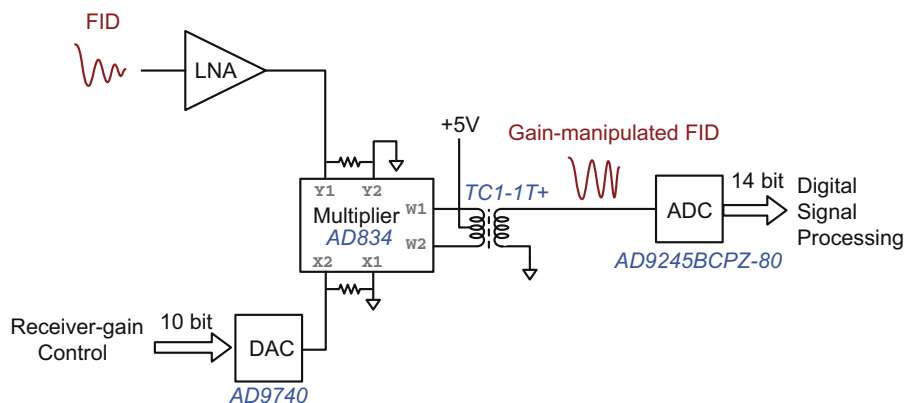 FID
LNA
+5V
Gain-manipulated FID
Y1 Y2
Multiplier
AD834
X2 X1
W1
W2
TC1-1T+
ADC
AD9245BCPZ-80
14 bit
Digital
Signal
Processing
Receiver-gain
Control
10 bit
DAC
AD9740